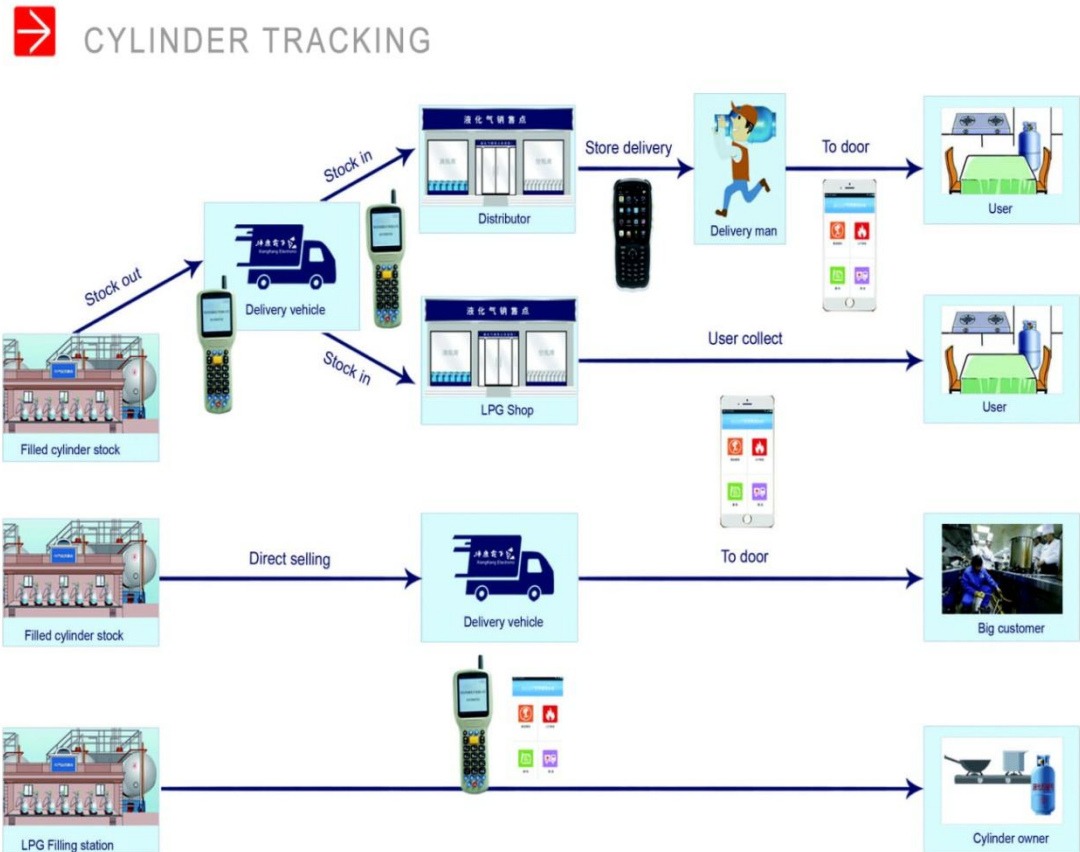 CYLINDER TRACKING
液化气销售点
Distributor
Store delivery
Delivery man
To door
User
Stock in
Stock out
Delivery vehicle
Stock in
液化气销售点
LPG Shop
User collect
User
Filled cylinder stock
Direct selling
Kangfang Electronic
Delivery vehicle
To door
Big customer
Filled cylinder stock
LPG Filling station
Cylinder owner